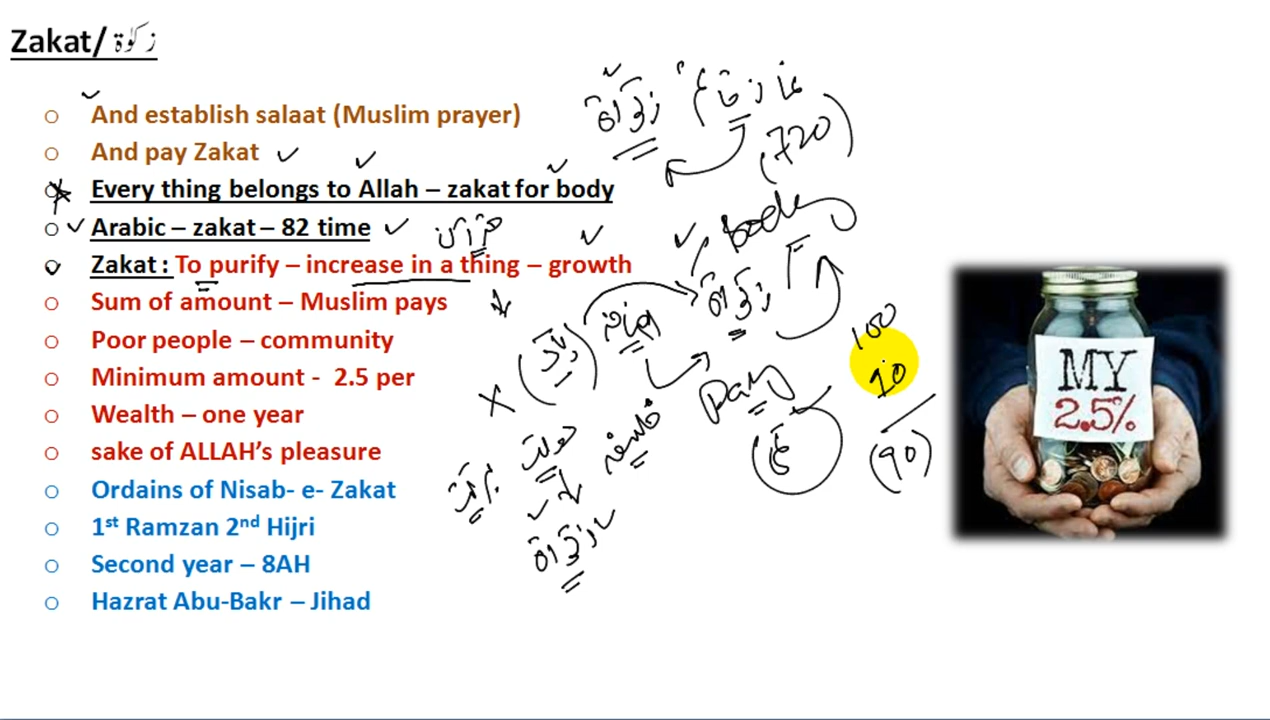 Zakat/ زكوة
And establish salaat (Muslim prayer)
And pay Zakat
Every thing belongs to Allah – zakat for body
Arabic – zakat – 82 time
Zakat : To purify – increase in a thing – growth
Sum of amount – Muslim pays
Poor people – community
Minimum amount - 2.5 per
Wealth – one year
sake of ALLAH’s pleasure
Ordains of Nisab- e- Zakat
1st Ramzan 2nd Hijri
Second year – 8AH
Hazrat Abu-Bakr – Jihad
زکوٰۃ
(720)
body
زکوٰۃ
pay
100
10
(90)
زکوٰۃ
MY
2.5%